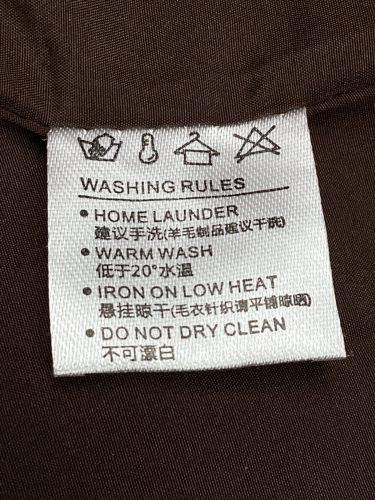 WASHING RULES
• HOME LAUNDER
建议手洗(羊毛制品建议干洗)
• WARM WASH
低于20°水温
• IRON ON LOW HEAT
悬挂晾干(毛衣针织请平铺晾晒)
• DO NOT DRY CLEAN
不可漂白